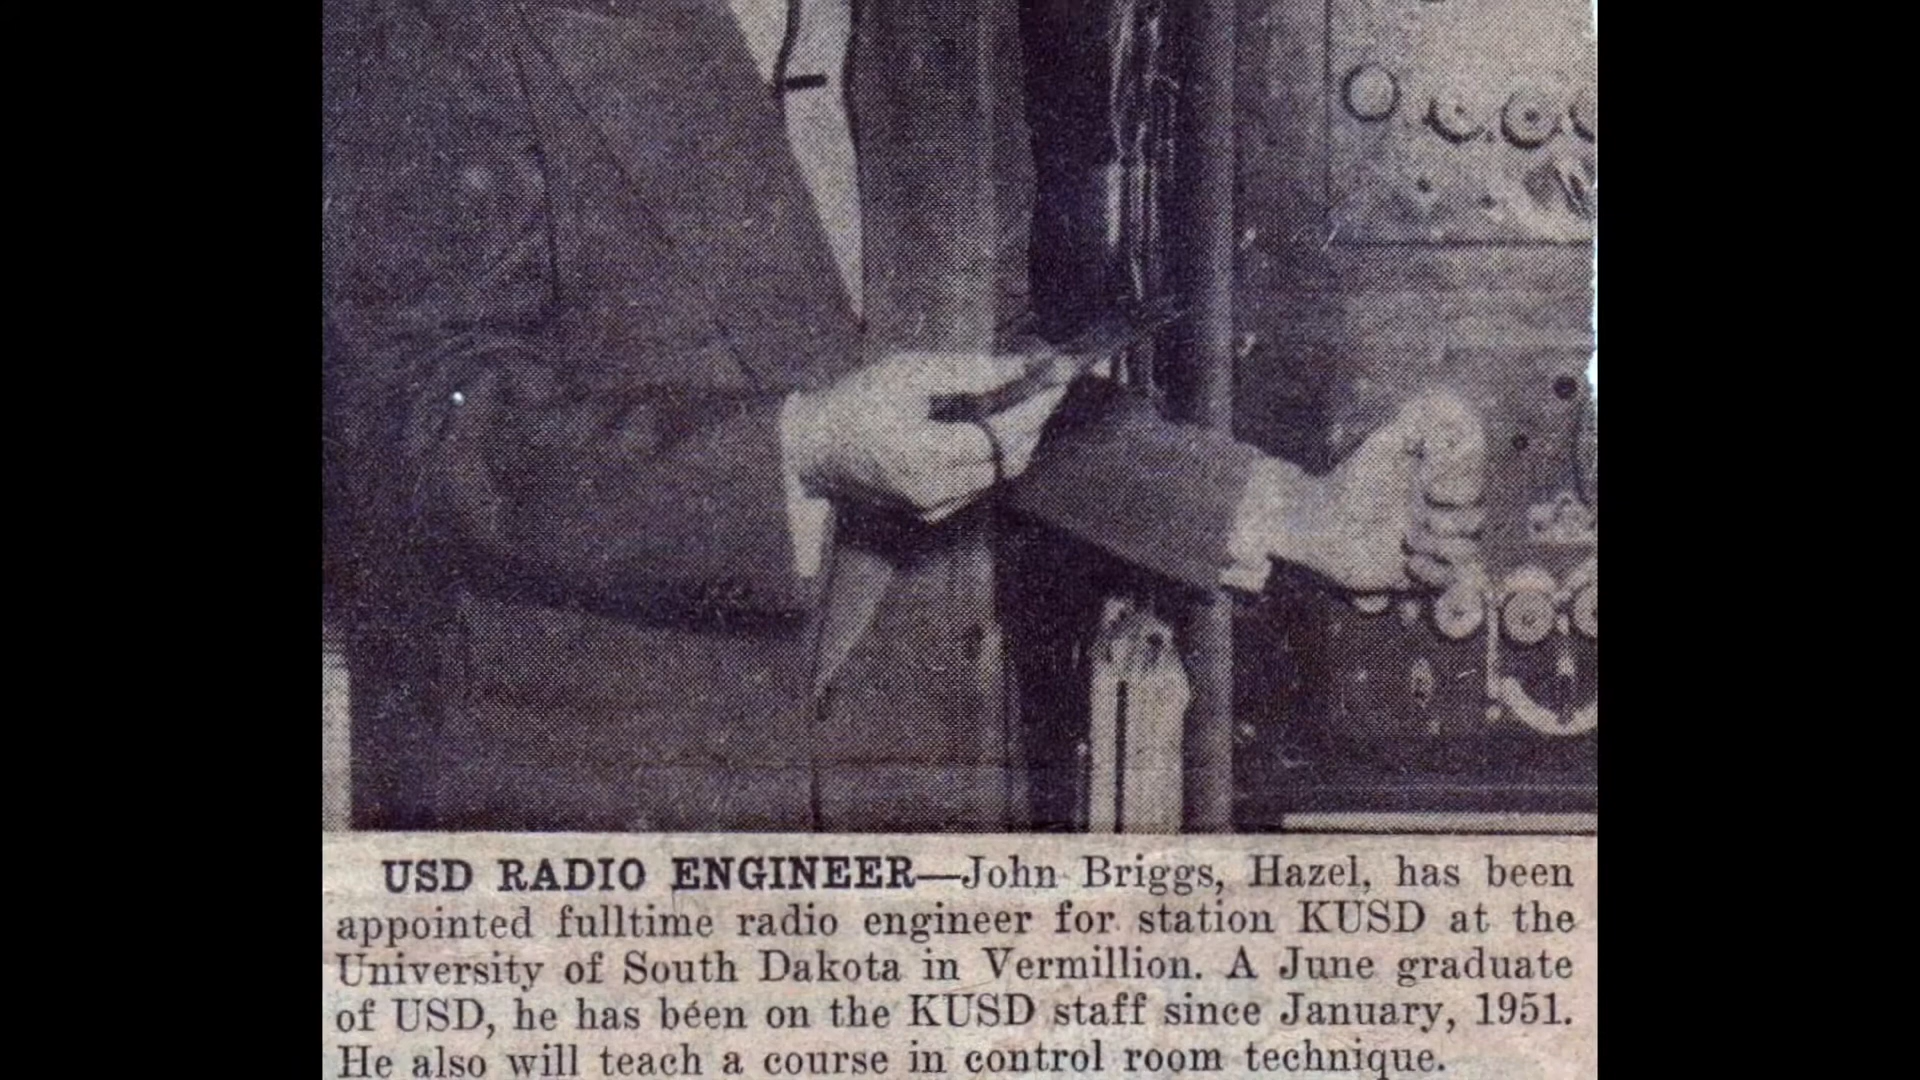 USD RADIO ENGINEER—John Briggs, Hazel, has been
appointed fulltime radio engineer for station KUSD at the
University of South Dakota in Vermillion. A June graduate
of USD, he has been on the KUSD staff since January, 1951.
He also will teach a course in control room technique.